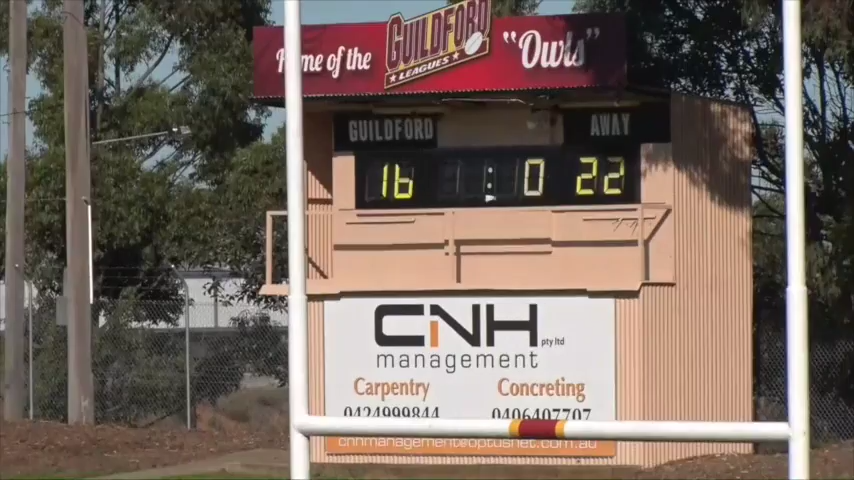 Home of the GUILDFORD LEAGUES "Owls"
GUILDFORD AWAY
16 : 0 22
CNH pty ltd
management
Carpentry Concreting
0424999844 0406407707
cnhmanagement@optusnet.com.au